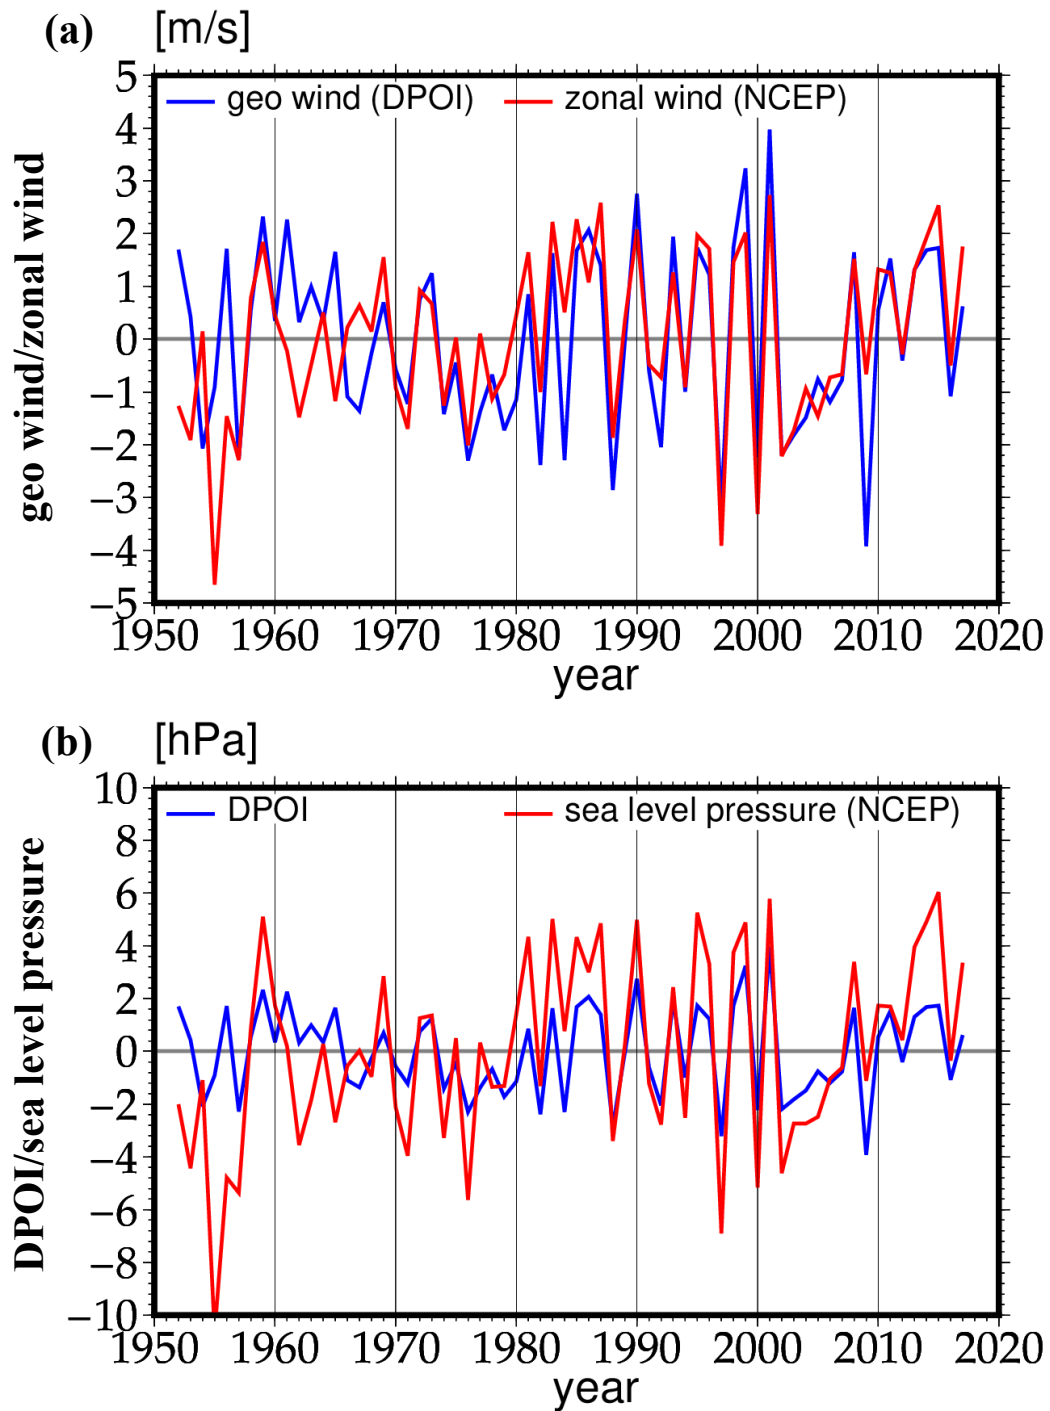 (a) [m/s]
geo wind/zonal wind
geo wind (DPOI) zonal wind (NCEP)
5
4
3
2
1
0
−1
−2
−3
−4
−5
1950 1960 1970 1980 1990 2000 2010 2020
year
(b) [hPa]
DPOI/sea level pressure
DPOI sea level pressure (NCEP)
10
8
6
4
2
0
−2
−4
−6
−8
−10
1950 1960 1970 1980 1990 2000 2010 2020
year